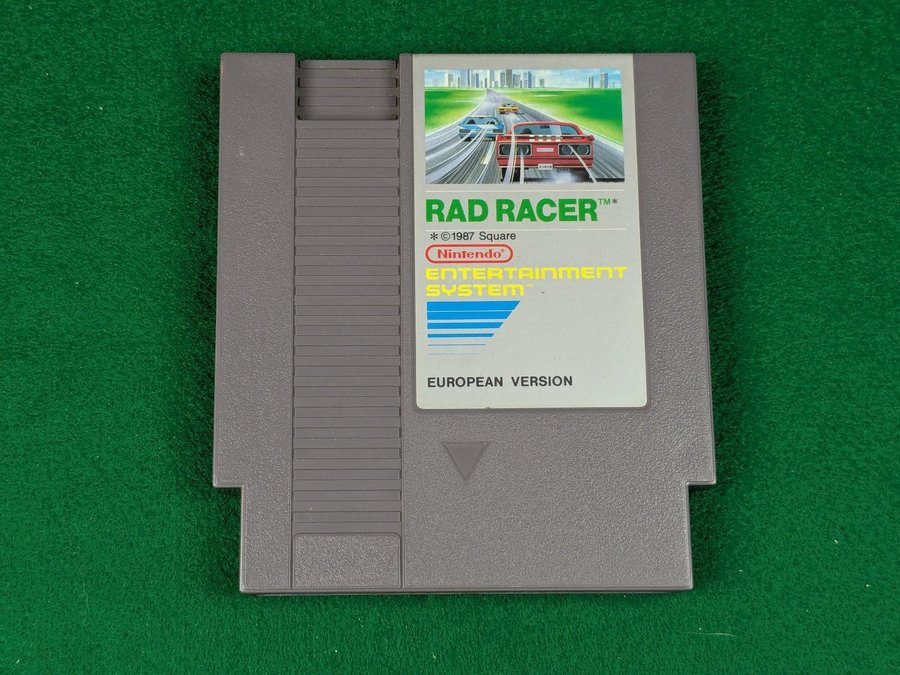 RAD RACER™*
*©1987 Square
Nintendo®
ENTERTAINMENT
SYSTEM™
EUROPEAN VERSION